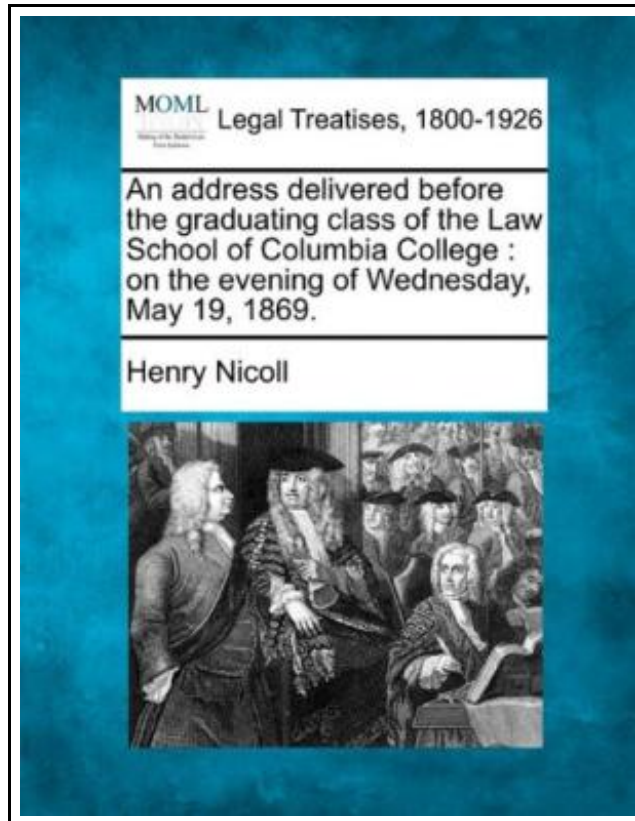 MOML
Legal Treatises, 1800-1926
An address delivered before
the graduating class of the Law
School of Columbia College :
on the evening of Wednesday,
May 19, 1869.
Henry Nicoll